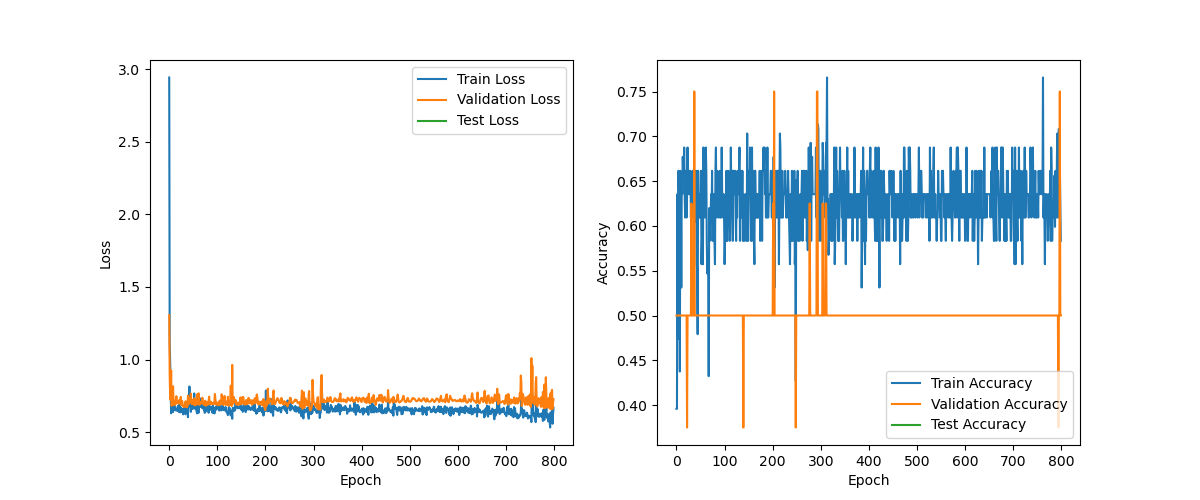 3.0
2.5
2.0
1.5
1.0
0.5
Loss
0 100 200 300 400 500 600 700 800
Epoch
Train Loss
Validation Loss
Test Loss
0.75
0.70
0.65
0.60
0.55
0.50
0.45
0.40
Accuracy
0 100 200 300 400 500 600 700 800
Epoch
Train Accuracy
Validation Accuracy
Test Accuracy